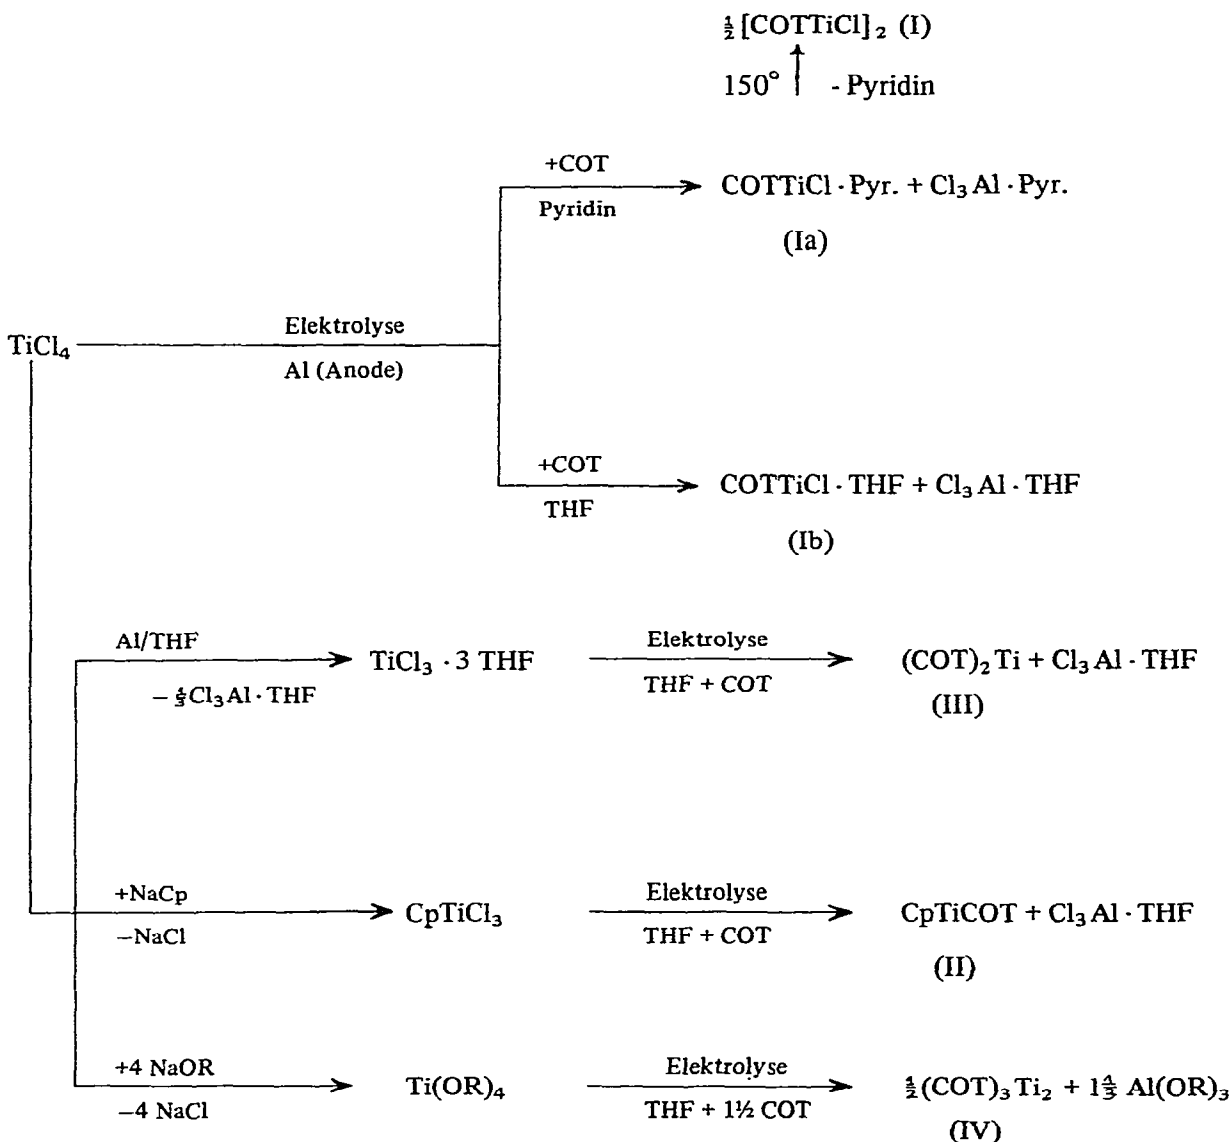 ½ [COTTiCl]₂ (I)
150° - Pyridin
+COT
Pyridin
COTTiCl · Pyr. + Cl₃Al · Pyr.
(Ia)
TiCl₄
Elektrolyse
Al (Anode)
+COT
THF
COTTiCl · THF + Cl₃Al · THF
(Ib)
Al/THF
− ⅓Cl₃Al · THF
TiCl₃ · 3 THF
Elektrolyse
THF + COT
(COT)₂Ti + Cl₃Al · THF
(III)
+NaCp
−NaCl
CpTiCl₃
Elektrolyse
THF + COT
CpTiCOT + Cl₃Al · THF
(II)
+4 NaOR
−4 NaCl
Ti(OR)₄
Elektrolyse
THF + 1½ COT
½(COT)₃Ti₂ + 1⅓ Al(OR)₃
(IV)